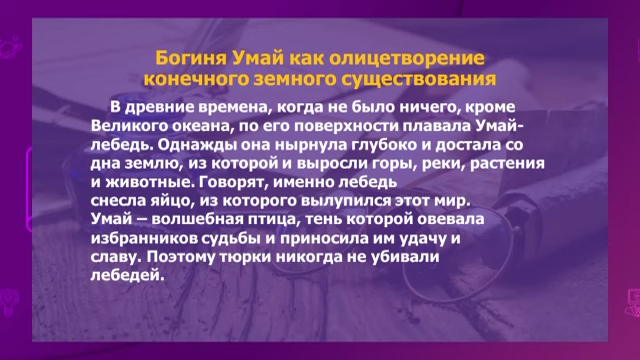 Богиня Умай как олицетворение
конечного земного существования
В древние времена, когда не было ничего, кроме
Великого океана, по его поверхности плавала Умай-
лебедь. Однажды она нырнула глубоко и достала со
дна землю, из которой и выросли горы, реки, растения
и животные. Говорят, именно лебедь
снесла яйцо, из которого вылупился этот мир.
Умай – волшебная птица, тень которой овевала
избранников судьбы и приносила им удачу и
славу. Поэтому тюрки никогда не убивали
лебедей.